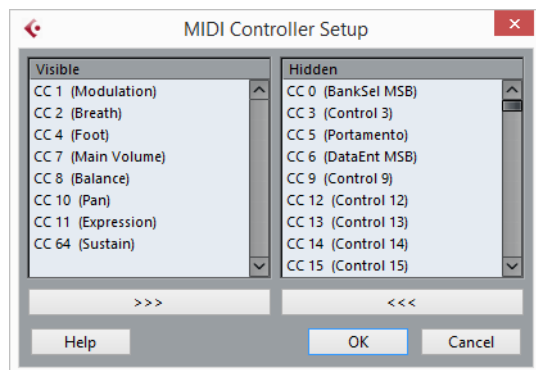 MIDI Controller Setup
Visible
CC 1 (Modulation)
CC 2 (Breath)
CC 4 (Foot)
CC 7 (Main Volume)
CC 8 (Balance)
CC 10 (Pan)
CC 11 (Expression)
CC 64 (Sustain)
>>>
Hidden
CC 0 (BankSel MSB)
CC 3 (Control 3)
CC 5 (Portamento)
CC 6 (DataEnt MSB)
CC 9 (Control 9)
CC 12 (Control 12)
CC 13 (Control 13)
CC 14 (Control 14)
CC 15 (Control 15)
<<<
Help
OK
Cancel